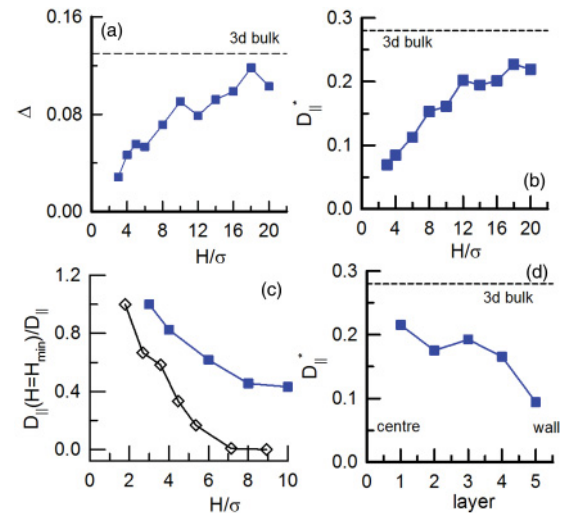 0.16
(a)
3d bulk
0.08
0.00
Δ
0 4 8 12 16 20
H/σ
0.3
3d bulk
0.2
0.1
0.0
D||*
(b)
0 4 8 12 16 20
H/σ
1.2
(c)
0.8
0.4
0.0
D||(H=Hmin)/D||
0 2 4 6 8 10
H/σ
0.3
(d)
3d bulk
0.2
0.1
0.0
D||*
centre wall
0 1 2 3 4 5
layer